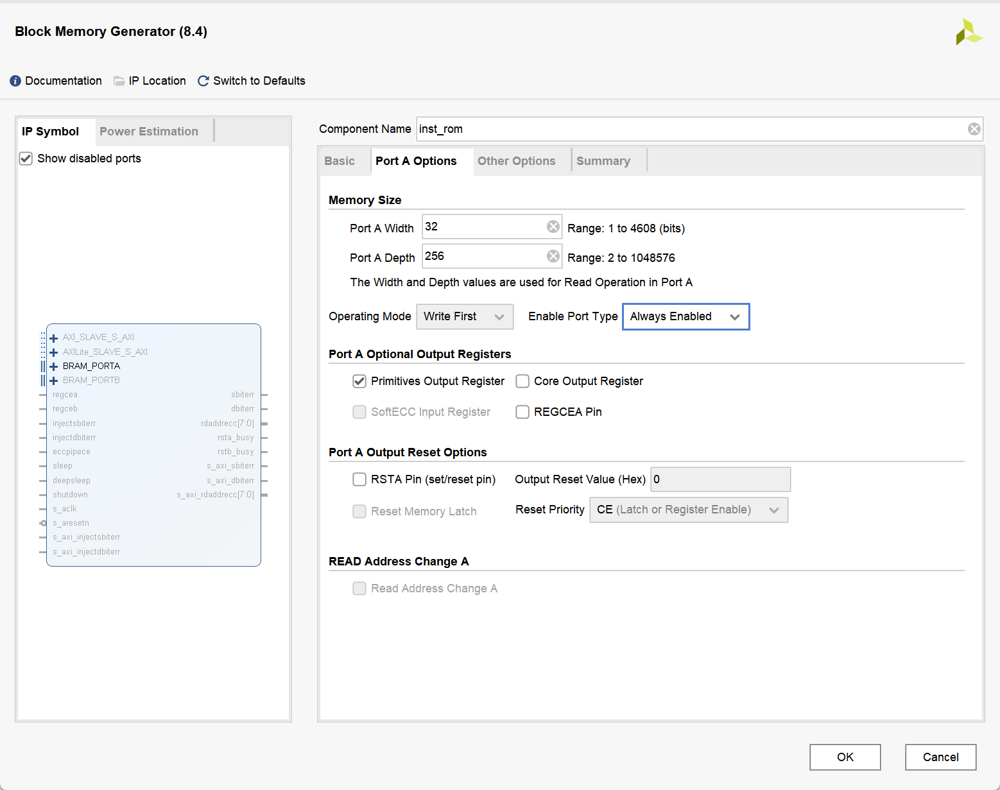 Block Memory Generator (8.4)
Documentation IP Location Switch to Defaults
IP Symbol Power Estimation
Show disabled ports
AXI_SLAVE_S_AXI
AXILite_SLAVE_S_AXI
BRAM_PORTA
BRAM_PORTB
regcea sbiterr
regceb dbiterr
injectsbiterr rdaddrecc[7:0]
injectdbiterr rsta_busy
eccpipece rstb_busy
sleep s_axi_sbiterr
deepsleep s_axi_dbiterr
shutdown s_axi_rdaddrecc[7:0]
s_aclk
s_aresetn
s_axi_injectsbiterr
s_axi_injectdbiterr
Component Name inst_rom
Basic Port A Options Other Options Summary
Memory Size
Port A Width 32 Range: 1 to 4608 (bits)
Port A Depth 256 Range: 2 to 1048576
The Width and Depth values are used for Read Operation in Port A
Operating Mode Write First Enable Port Type Always Enabled
Port A Optional Output Registers
Primitives Output Register Core Output Register
SoftECC Input Register REGCEA Pin
Port A Output Reset Options
RSTA Pin (set/reset pin) Output Reset Value (Hex) 0
Reset Memory Latch Reset Priority CE (Latch or Register Enable)
READ Address Change A
Read Address Change A
OK Cancel